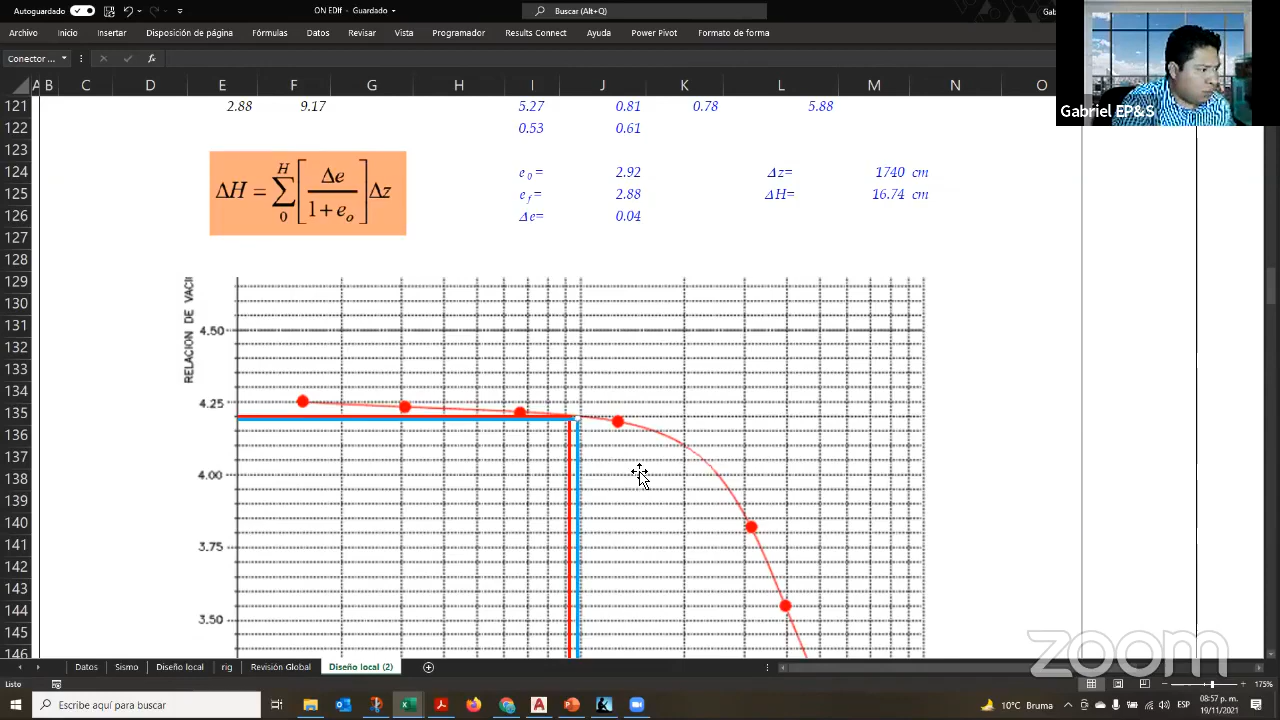 Autoguardado
ON EDIF - Guardado
Buscar (Alt+Q)
Gab
Archivo Inicio Insertar Disposición de página Fórmulas Datos Revisar Vista Programador Results Connect Ayuda Power Pivot Formato de forma
Conector ...
fx
Gabriel EP&S
A B C D E F G H I J K L M N O
121 2.88 9.17 5.27 0.81 0.78 5.88
122 0.53 0.61
123
124 e₀ = 2.92 Δz= 1740 cm
125 e_f = 2.88 ΔH= 16.74 cm
126 Δe= 0.04
ΔH = ∑₀ᴴ [Δe / 1 + eₒ] Δz
127
128
129
130
131
132
133
134
135
136
137
138
139
140
141
142
143
144
145
146
RELACION DE VACI
4.50
4.25
4.00
3.75
3.50
zoom
Datos Sismo Diseño local rig Revisión Global Diseño local (2)
Listo
175%
Escribe aquí para buscar
10°C Bruma
ESP
08:57 p. m.
19/11/2021